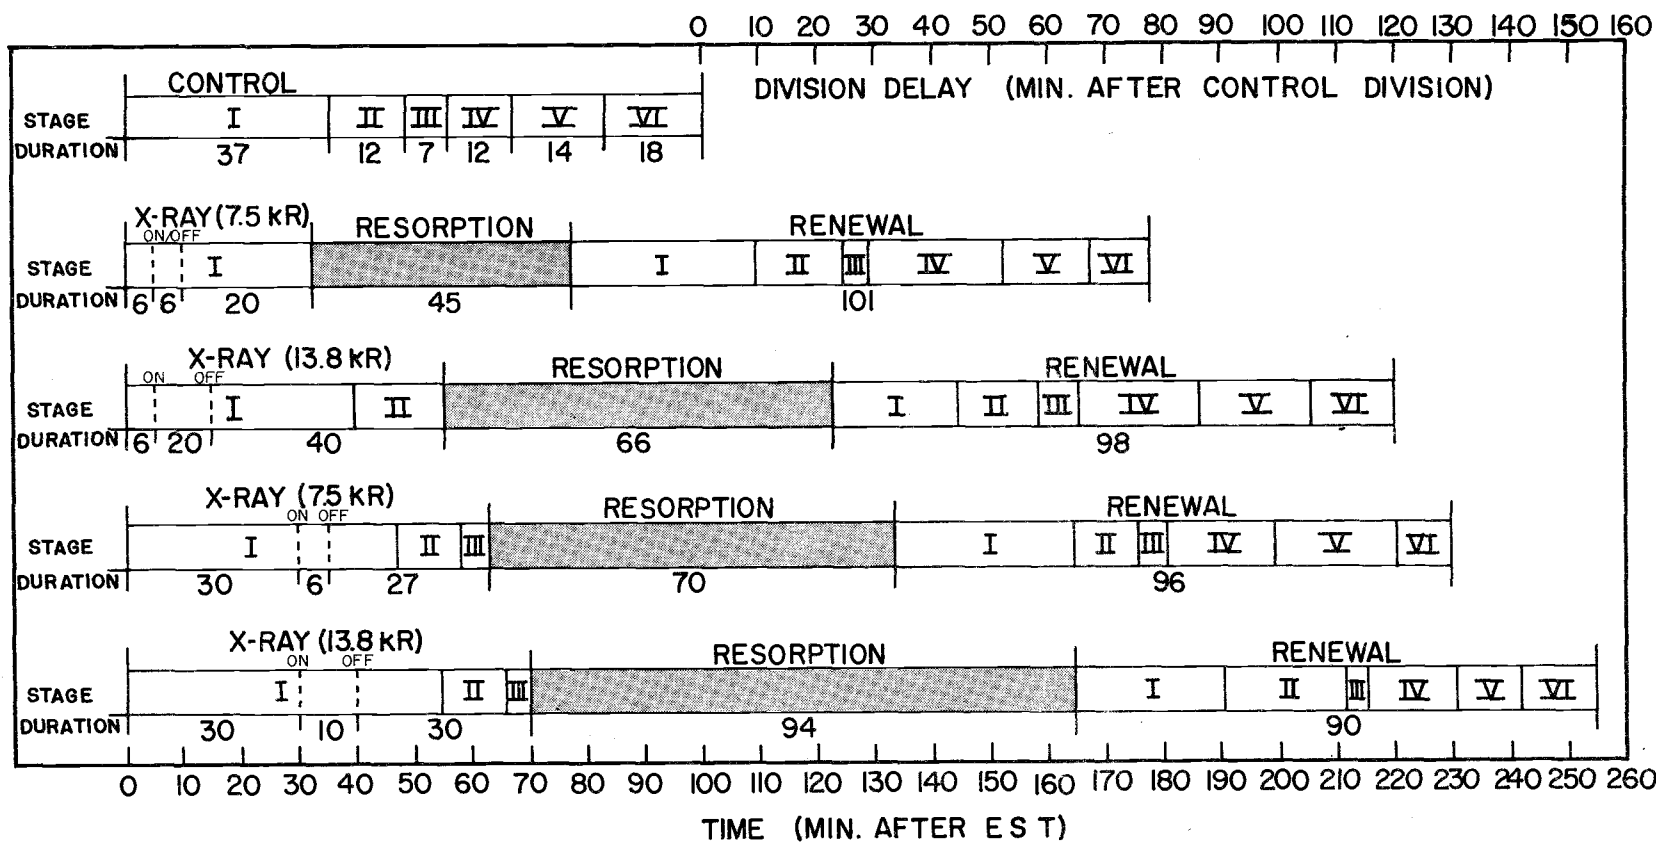 0 10 20 30 40 50 60 70 80 90 100 110 120 130 140 150 160
DIVISION DELAY (MIN. AFTER CONTROL DIVISION)
CONTROL
STAGE I II III IV V VI
DURATION 37 12 7 12 14 18
X-RAY (7.5 kR) RESORPTION RENEWAL
ON/OFF
STAGE I I II III IV V VI
DURATION 6 6 20 45 101
X-RAY (13.8 kR) RESORPTION RENEWAL
ON OFF
STAGE I II I II III IV V VI
DURATION 6 20 40 66 98
X-RAY (7.5 kR) RESORPTION RENEWAL
ON OFF
STAGE I II III I II III IV V VI
DURATION 30 6 27 70 96
X-RAY (13.8 kR) RESORPTION RENEWAL
ON OFF
STAGE I II III I II III IV V VI
DURATION 30 10 30 94 90
0 10 20 30 40 50 60 70 80 90 100 110 120 130 140 150 160 170 180 190 200 210 220 230 240 250 260
TIME (MIN. AFTER E S T)